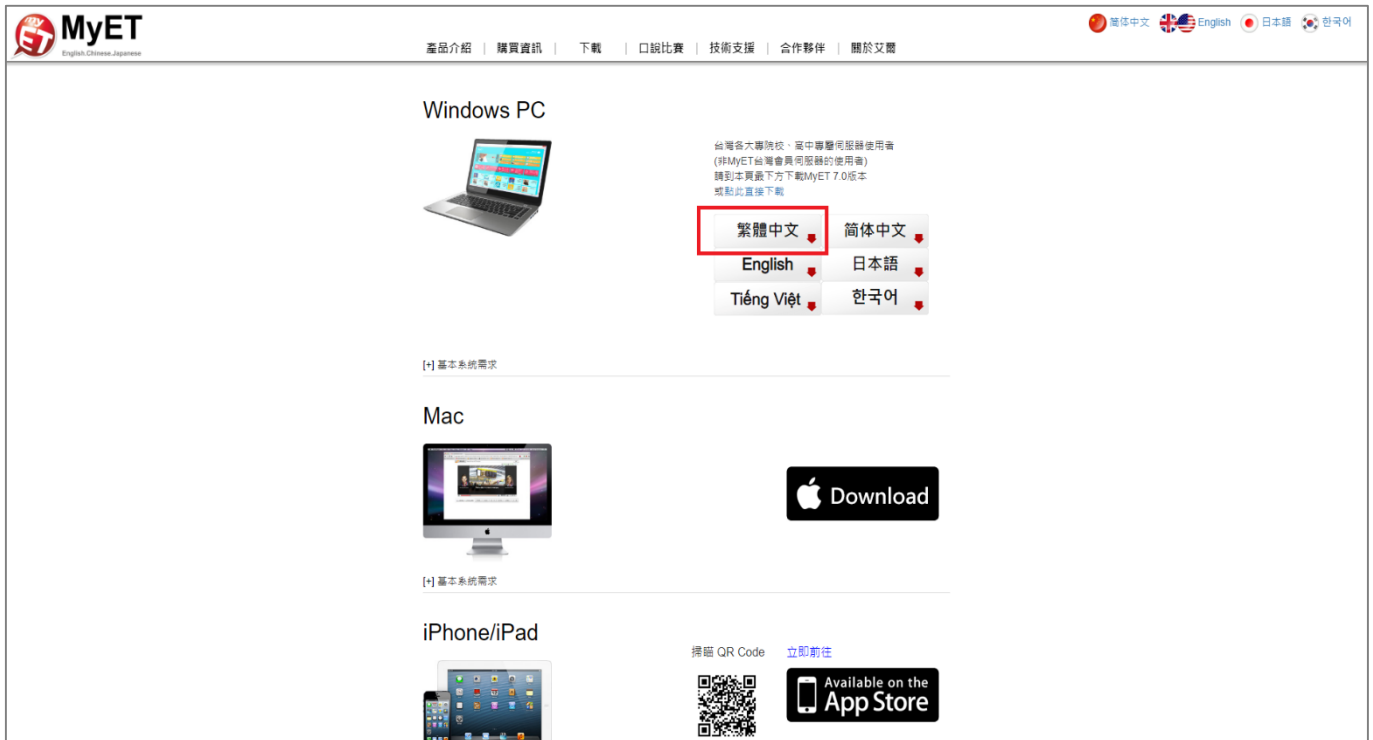 My
ET
MyET
English.Chinese.Japanese
简体中文 English 日本語 한국어
產品介紹 | 購買資訊 | 下載 | 口說比賽 | 技術支援 | 合作夥伴 | 關於艾爾
Windows PC
台灣各大專院校、高中專屬伺服器使用者
(非MyET台灣會員伺服器的使用者)
請到本頁最下方下載MyET 7.0版本
或點此直接下載
繁體中文 简体中文
English 日本語
Tiếng Việt 한국어
[+] 基本系統需求
Mac
Download
[+] 基本系統需求
iPhone/iPad
掃瞄 QR Code 立即前往
Available on the
App Store